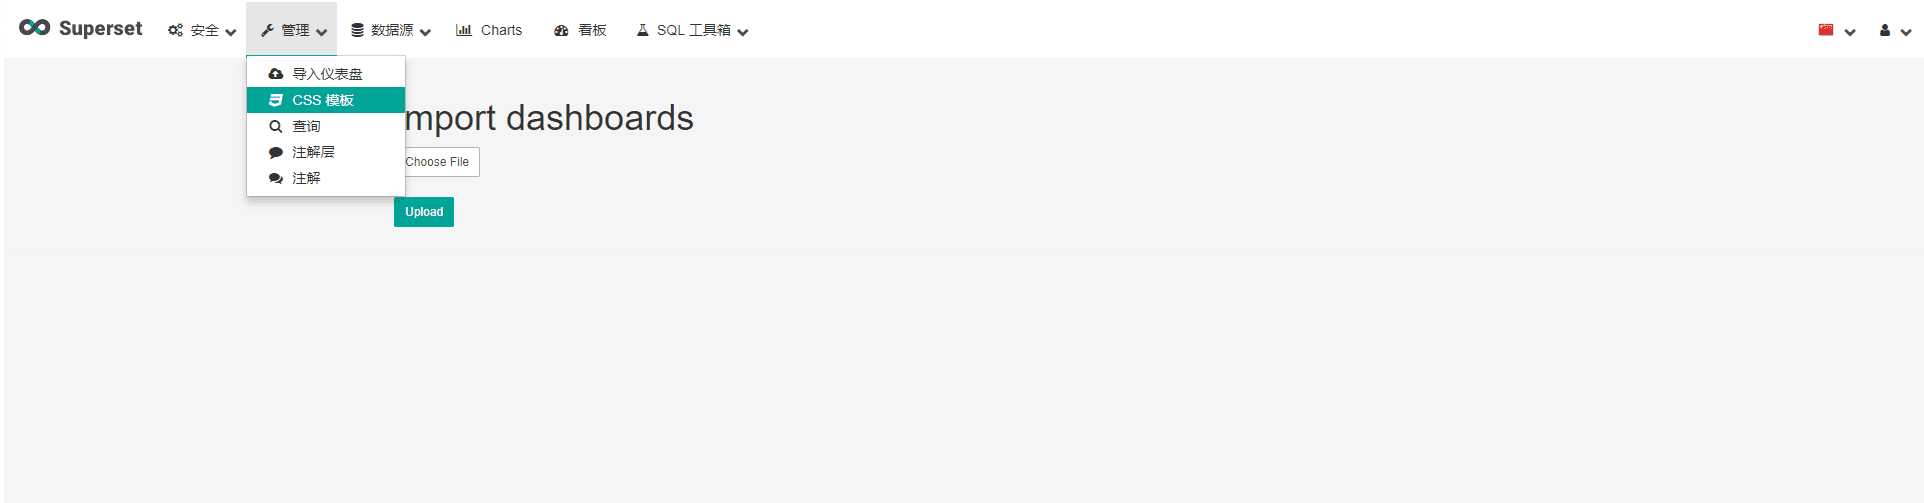 Superset 安全 管理 数据源 Charts 看板 SQL 工具箱
导入仪表盘
CSS 模板
查询
注解层
注解
mport dashboards
Choose File
Upload